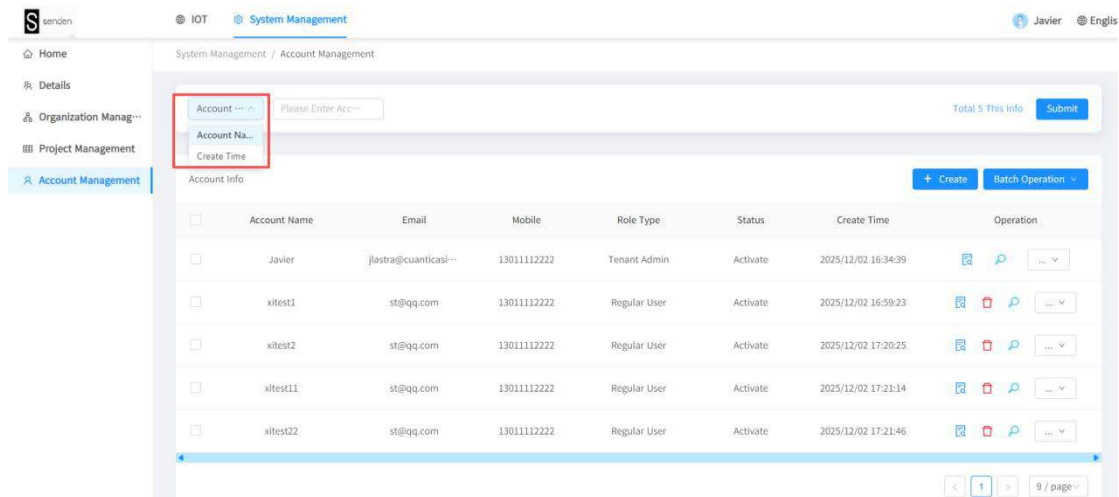 S senden
IOT
System Management
Javier
Englis
Home
System Management / Account Management
Details
Organization Manag···
Project Management
Account Management
Account ···
Please Enter Acc···
Total 5 This Info
Submit
Account Na...
Create Time
Account Info
+ Create
Batch Operation
Account Name Email Mobile Role Type Status Create Time Operation
Javier jlastra@cuanticasi··· 13011112222 Tenant Admin Activate 2025/12/02 16:34:39 ...
xitest1 st@qq.com 13011112222 Regular User Activate 2025/12/02 16:59:23 ...
xitest2 st@qq.com 13011112222 Regular User Activate 2025/12/02 17:20:25 ...
xitest11 st@qq.com 13011112222 Regular User Activate 2025/12/02 17:21:14 ...
xitest22 st@qq.com 13011112222 Regular User Activate 2025/12/02 17:21:46 ...
< 1 > 9 / page